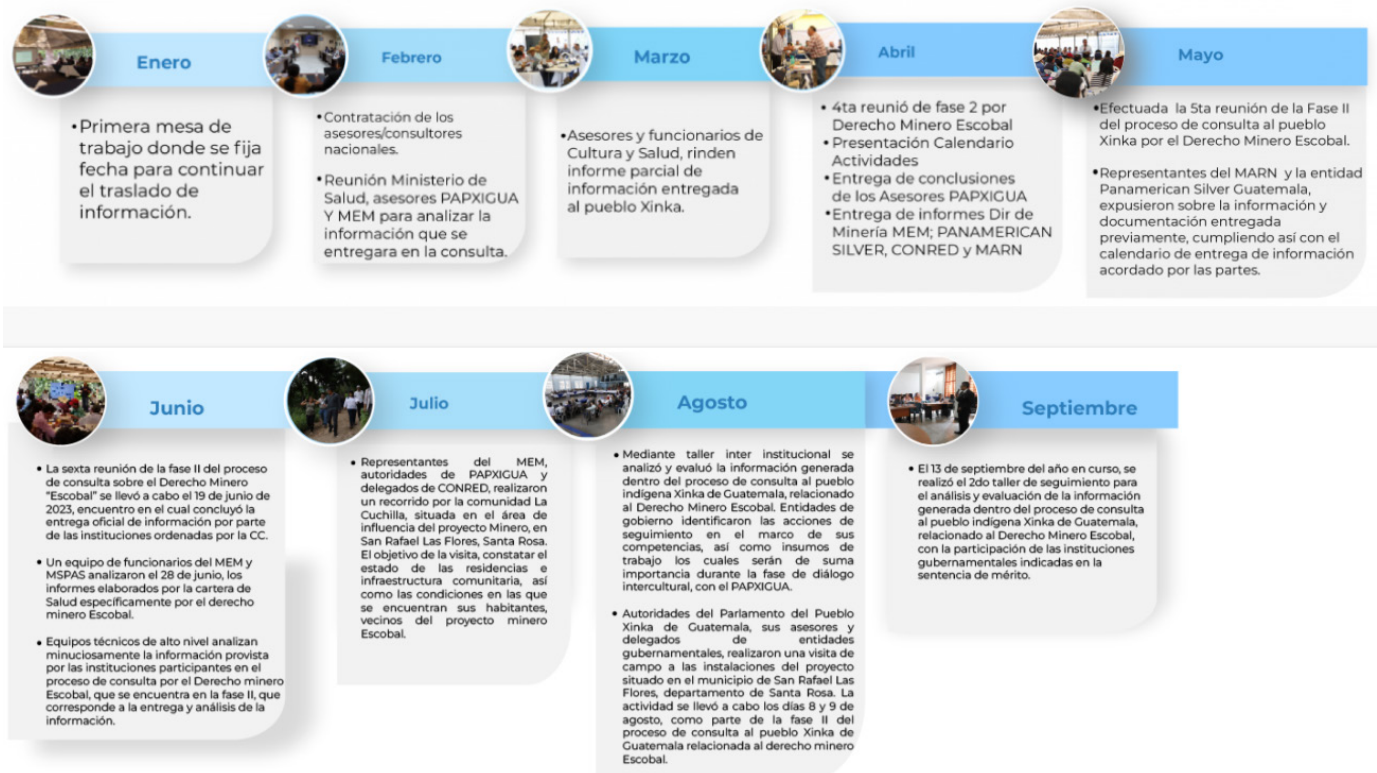 Enero
• Primera mesa de
trabajo donde se fija
fecha para continuar
el traslado de
información.
Febrero
• Contratación de los
asesores/consultores
nacionales.
• Reunión Ministerio de
Salud, asesores PAPXIGUA
Y MEM para analizar la
información que se
entregara en la consulta.
Marzo
• Asesores y funcionarios de
Cultura y Salud, rinden
informe parcial de
información entregada
al pueblo Xinka.
Abril
• 4ta reunió de fase 2 por
Derecho Minero Escobal
• Presentación Calendario
Actividades
• Entrega de conclusiones
de los Asesores PAPXIGUA
• Entrega de informes Dir de
Minería MEM; PANAMERICAN
SILVER, CONRED y MARN
Mayo
• Efectuada la 5ta reunión de la Fase II
del proceso de consulta al pueblo
Xinka por el Derecho Minero Escobal.
• Representantes del MARN y la entidad
Panamerican Silver Guatemala,
expusieron sobre la información y
documentación entregada
previamente, cumpliendo así con el
calendario de entrega de información
acordado por las partes.
Junio
• La sexta reunión de la fase II del proceso
de consulta sobre el Derecho Minero
"Escobal" se llevó a cabo el 19 de junio de
2023, encuentro en el cual concluyó la
entrega oficial de información por parte
de las instituciones ordenadas por la CC.
• Un equipo de funcionarios del MEM y
MSPAS analizaron el 28 de junio, los
informes elaborados por la cartera de
Salud específicamente por el derecho
minero Escobal.
• Equipos técnicos de alto nivel analizan
minuciosamente la información provista
por las instituciones participantes en el
proceso de consulta por el Derecho minero
Escobal, que se encuentra en la fase II, que
corresponde a la entrega y análisis de la
información.
Julio
• Representantes del MEM,
autoridades de PAPXIGUA y
delegados de CONRED, realizaron
un recorrido por la comunidad La
Cuchilla, situada en el área de
influencia del proyecto Minero, en
San Rafael Las Flores, Santa Rosa.
El objetivo de la visita, constatar el
estado de las residencias e
infraestructura comunitaria, así
como las condiciones en las que
se encuentran sus habitantes,
vecinos del proyecto minero
Escobal.
Agosto
• Mediante taller inter institucional se
analizó y evaluó la información generada
dentro del proceso de consulta al pueblo
indígena Xinka de Guatemala, relacionado
al Derecho Minero Escobal. Entidades de
gobierno identificaron las acciones de
seguimiento en el marco de sus
competencias, así como insumos de
trabajo los cuales serán de suma
importancia durante la fase de diálogo
intercultural, con el PAPXIGUA.
• Autoridades del Parlamento del Pueblo
Xinka de Guatemala, sus asesores y
delegados de entidades
gubernamentales, realizaron una visita de
campo a las instalaciones del proyecto
situado en el municipio de San Rafael Las
Flores, departamento de Santa Rosa. La
actividad se llevó a cabo los días 8 y 9 de
agosto, como parte de la fase II del
proceso de consulta al pueblo Xinka de
Guatemala relacionada al derecho minero
Escobal.
Septiembre
• El 13 de septiembre del año en curso, se
realizó el 2do taller de seguimiento para
el análisis y evaluación de la información
generada dentro del proceso de consulta
al pueblo indígena Xinka de Guatemala,
relacionado al Derecho Minero Escobal,
con la participación de las instituciones
gubernamentales indicadas en la
sentencia de mérito.